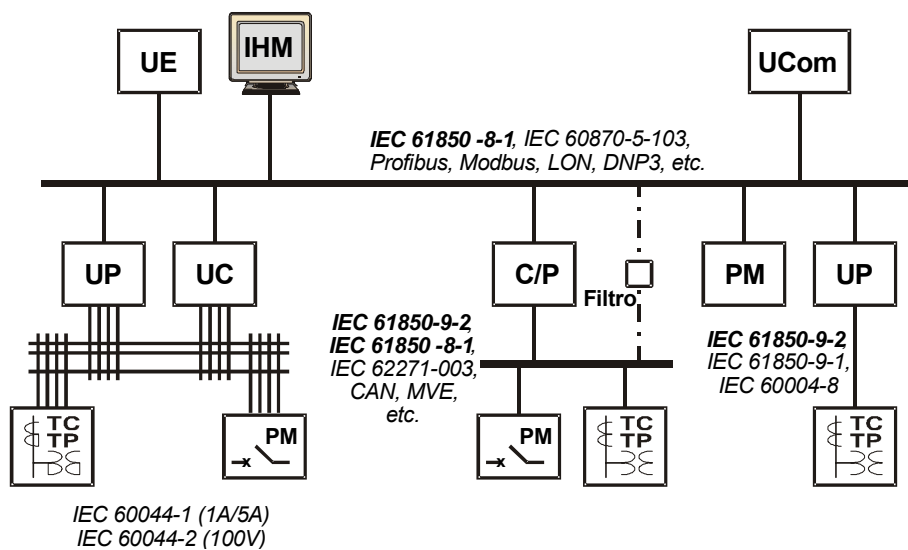 UE
IHM
UCom
IEC 61850 -8-1, IEC 60870-5-103,
Profibus, Modbus, LON, DNP3, etc.
UP
UC
C/P
Filtro
PM
UP
IEC 61850-9-2,
IEC 61850 -8-1,
IEC 62271-003,
CAN, MVE,
etc.
IEC 61850-9-2,
IEC 61850-9-1,
IEC 60004-8
TC
TP
PM
x
PM
x
TC
TP
TC
TP
IEC 60044-1 (1A/5A)
IEC 60044-2 (100V)